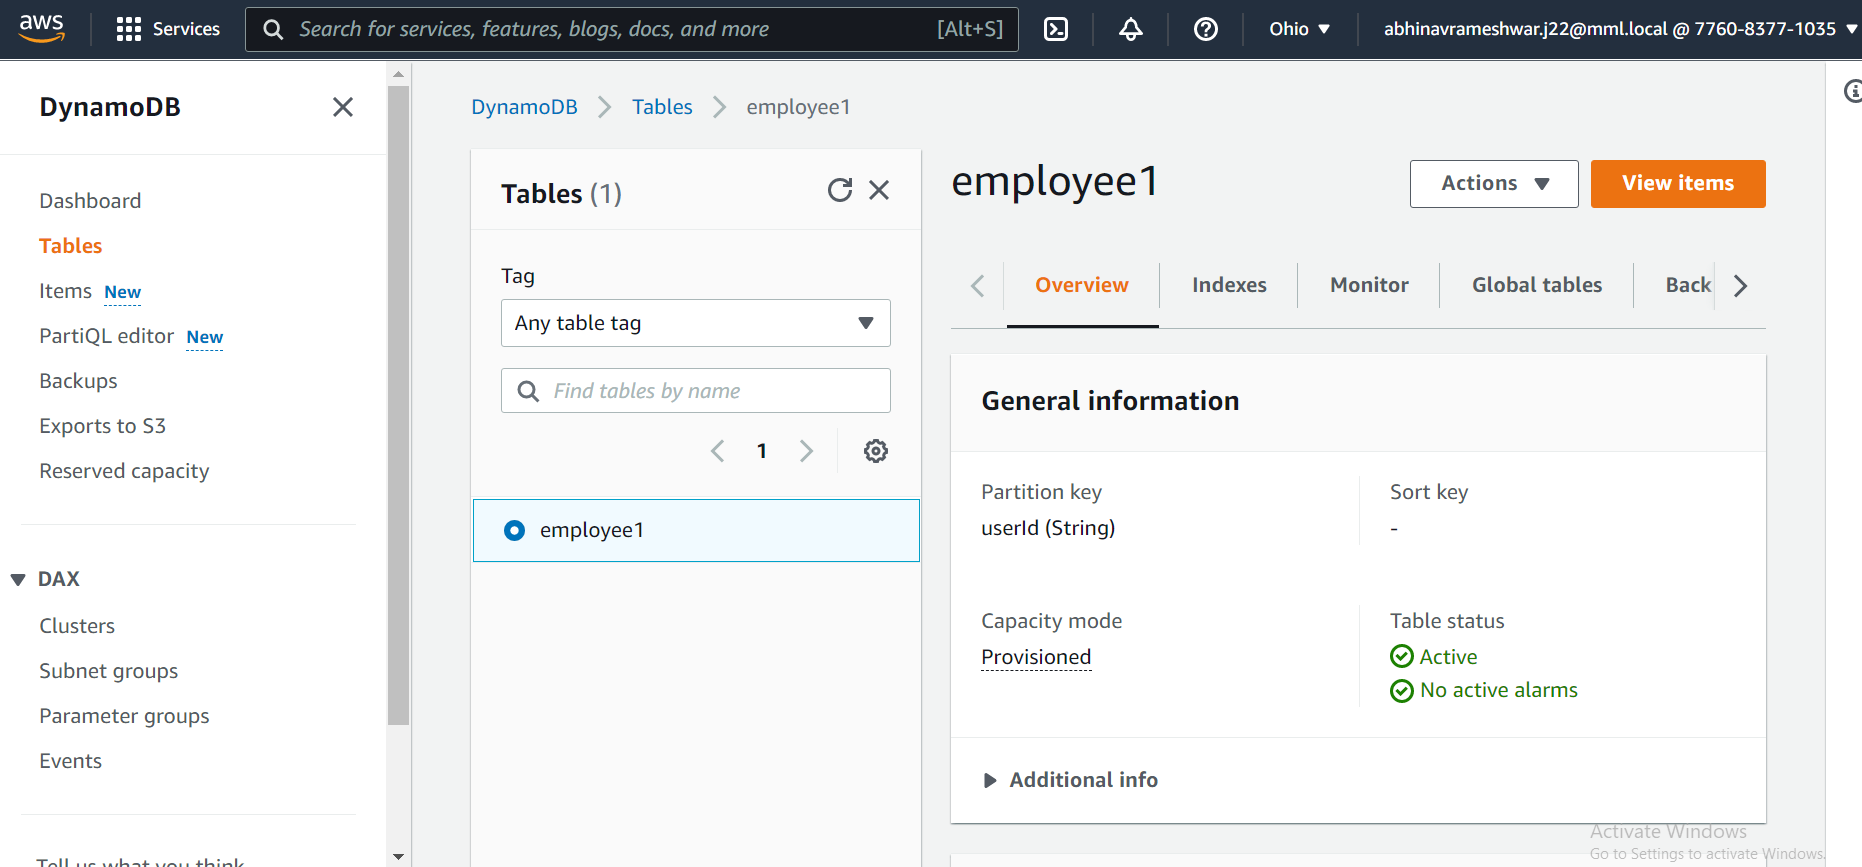 aws
Services
Search for services, features, blogs, docs, and more [Alt+S]
Ohio
abhinavrameshwar.j22@mml.local @ 7760-8377-1035
DynamoDB
Dashboard
Tables
Items New
PartiQL editor New
Backups
Exports to S3
Reserved capacity
DAX
Clusters
Subnet groups
Parameter groups
Events
Tell us what you think
DynamoDB
Tables
employee1
Tables (1)
Tag
Any table tag
Find tables by name
1
employee1
employee1
Actions
View items
Overview
Indexes
Monitor
Global tables
Back
General information
Partition key
userId (String)
Sort key
-
Capacity mode
Provisioned
Table status
Active
No active alarms
Additional info
Activate Windows
Go to Settings to activate Windows.